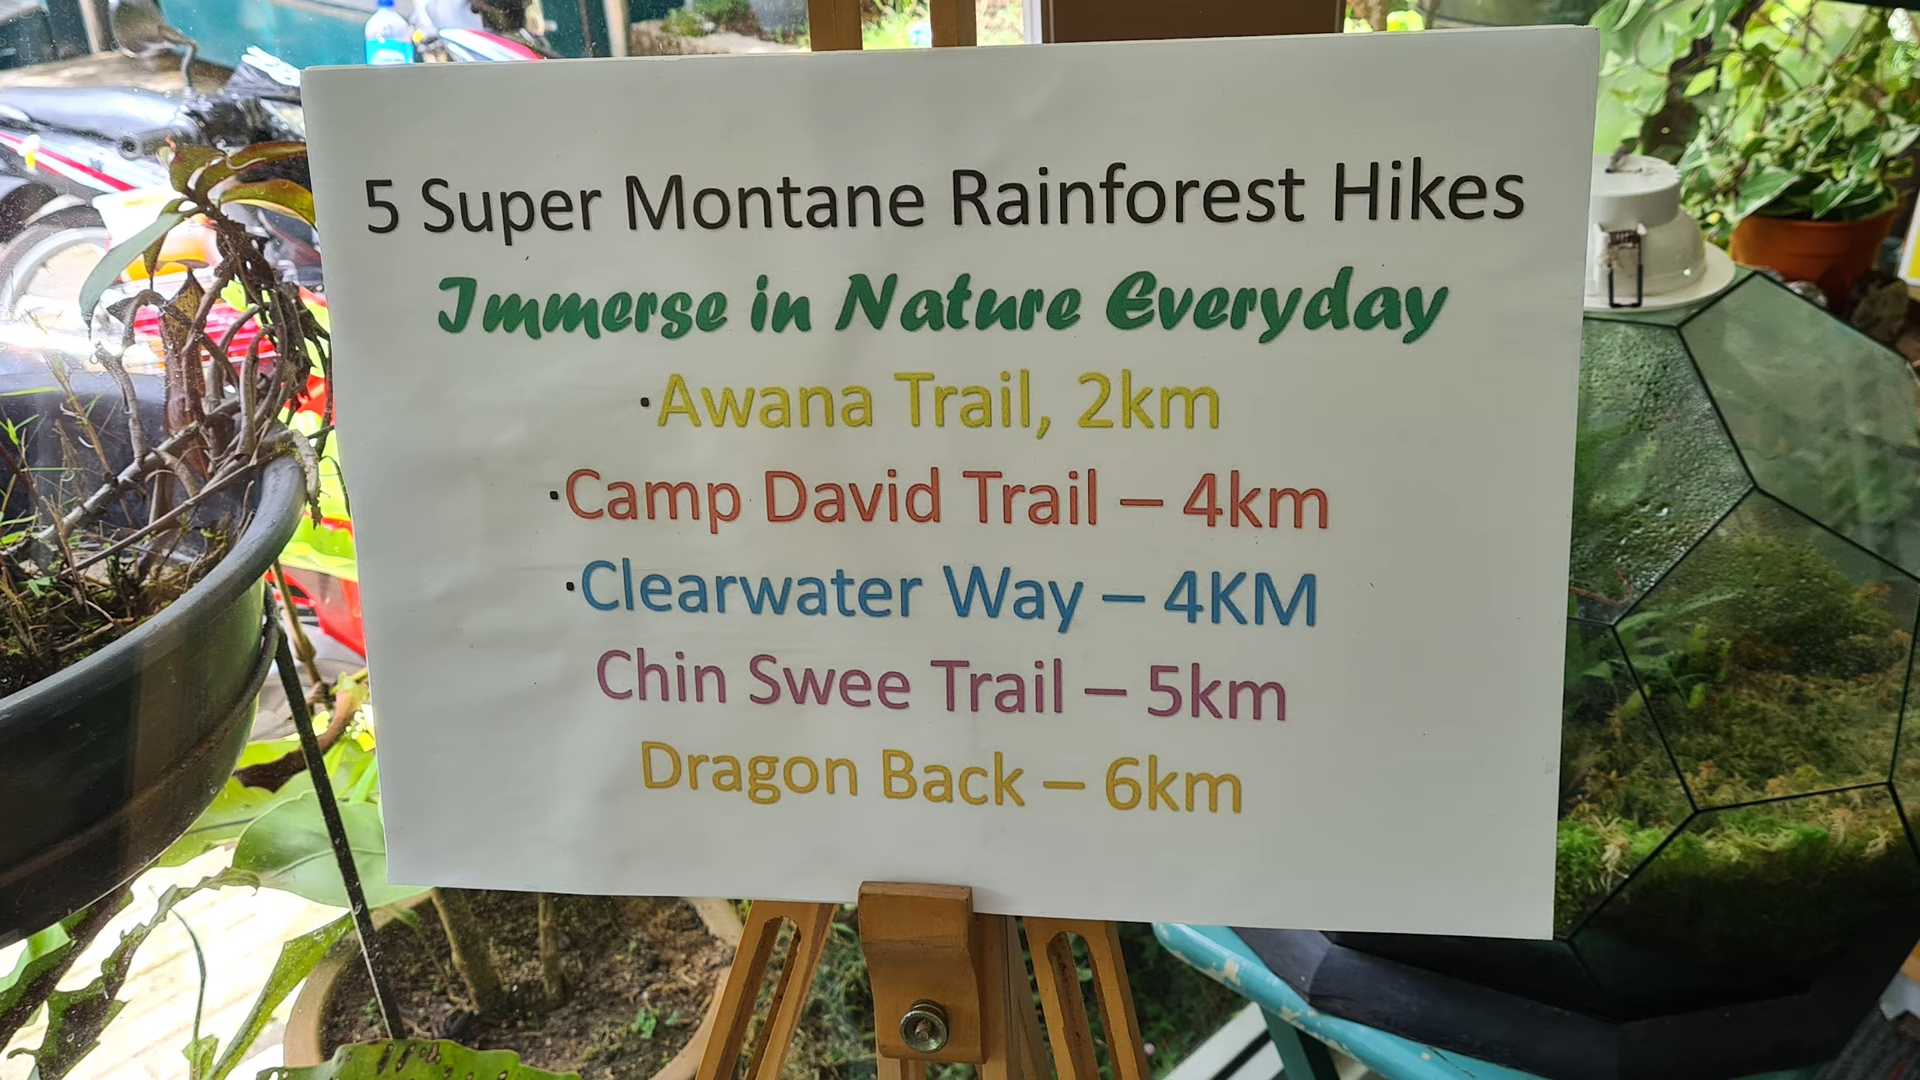 5 Super Montane Rainforest Hikes
Immerse in Nature Everyday
·Awana Trail, 2km
·Camp David Trail – 4km
·Clearwater Way – 4KM
Chin Swee Trail – 5km
Dragon Back – 6km